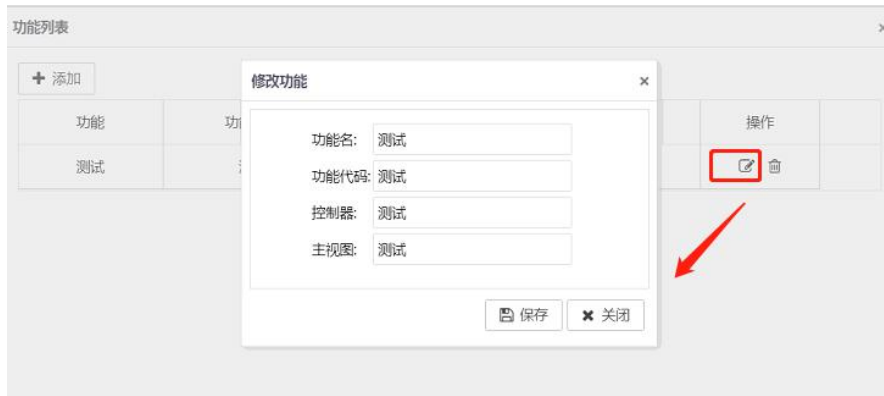 功能列表
添加
修改功能
功能
操作
测试
功能名: 测试
功能代码: 测试
控制器: 测试
主视图: 测试
保存 关闭